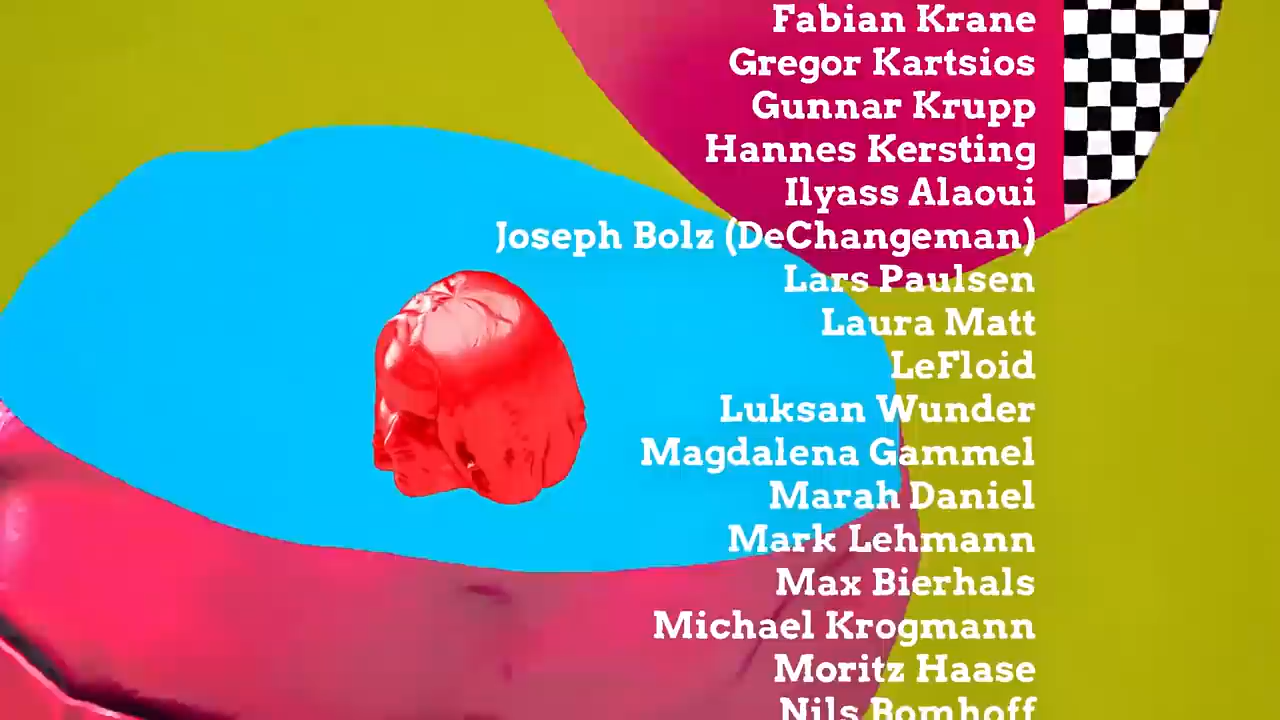 Fabian Krane
Gregor Kartsios
Gunnar Krupp
Hannes Kersting
Ilyass Alaoui
Joseph Bolz (DeChangeman)
Lars Paulsen
Laura Matt
LeFloid
Luksan Wunder
Magdalena Gammel
Marah Daniel
Mark Lehmann
Max Bierhals
Michael Krogmann
Moritz Haase
Nils Bomhoff